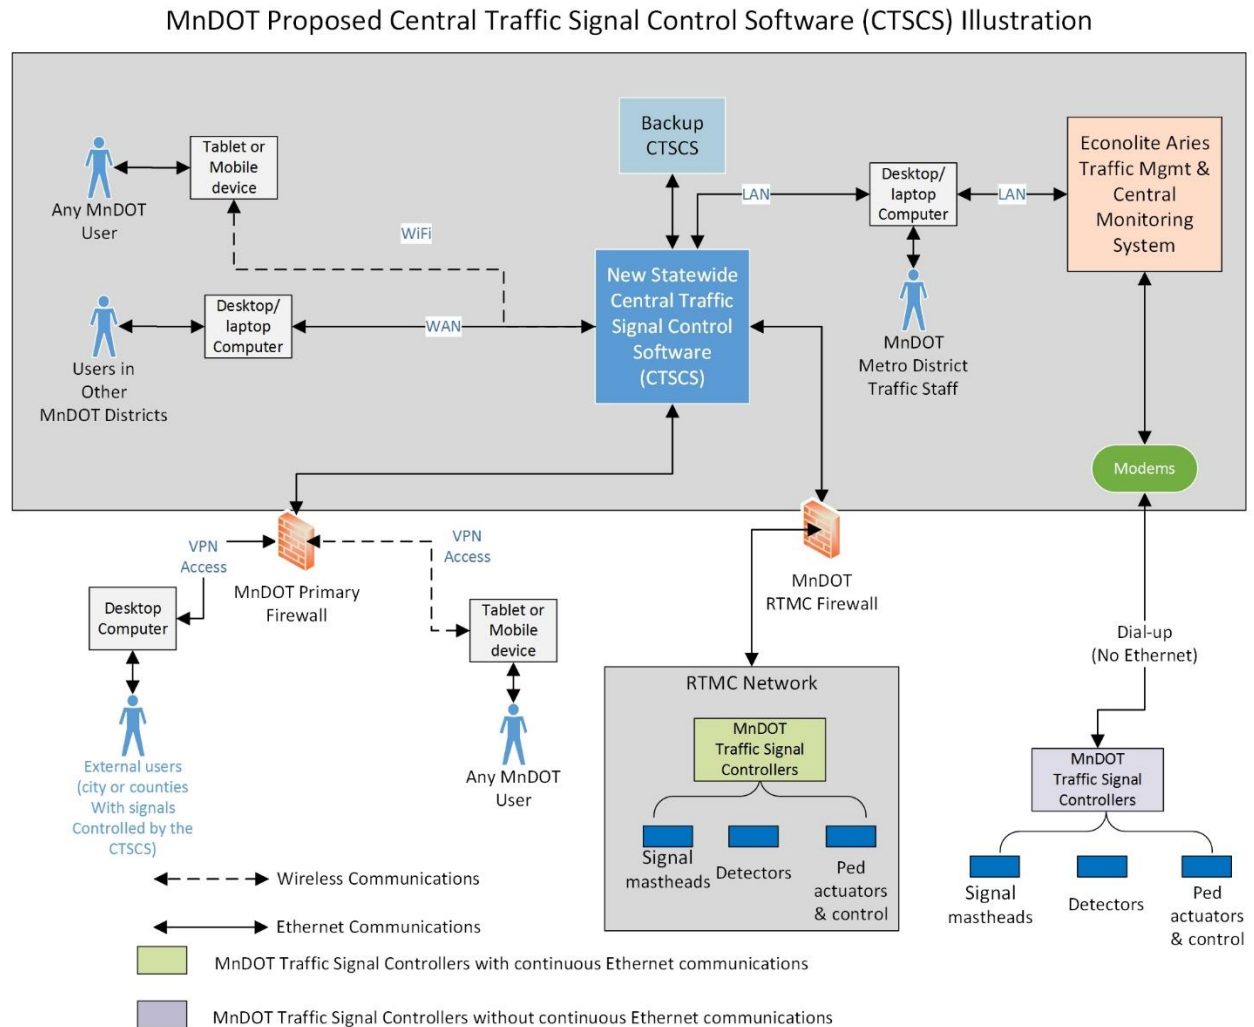 MnDOT Proposed Central Traffic Signal Control Software (CTSCS) Illustration
Tablet or
Mobile
device
Any MnDOT
User
WiFi
Backup
CTSCS
LAN
Desktop/
laptop
Computer
LAN
Econolite Aries
Traffic Mgmt &
Central
Monitoring
System
Desktop/
laptop
Computer
WAN
Users in
Other
MnDOT Districts
New Statewide
Central Traffic
Signal Control
Software
(CTSCS)
MnDOT
Metro District
Traffic Staff
Modems
VPN
Access
MnDOT Primary
Firewall
VPN
Access
MnDOT
RTMC Firewall
Desktop
Computer
Tablet or
Mobile
device
Dial-up
(No Ethernet)
External users
(city or counties
With signals
Controlled by the
CTSCS)
Any MnDOT
User
RTMC Network
MnDOT
Traffic Signal
Controllers
Signal
mastheads
Detectors
Ped
actuators
& control
MnDOT
Traffic Signal
Controllers
Signal
mastheads
Detectors
Ped
actuators
& control
Wireless Communications
Ethernet Communications
MnDOT Traffic Signal Controllers with continuous Ethernet communications
MnDOT Traffic Signal Controllers without continuous Ethernet communications